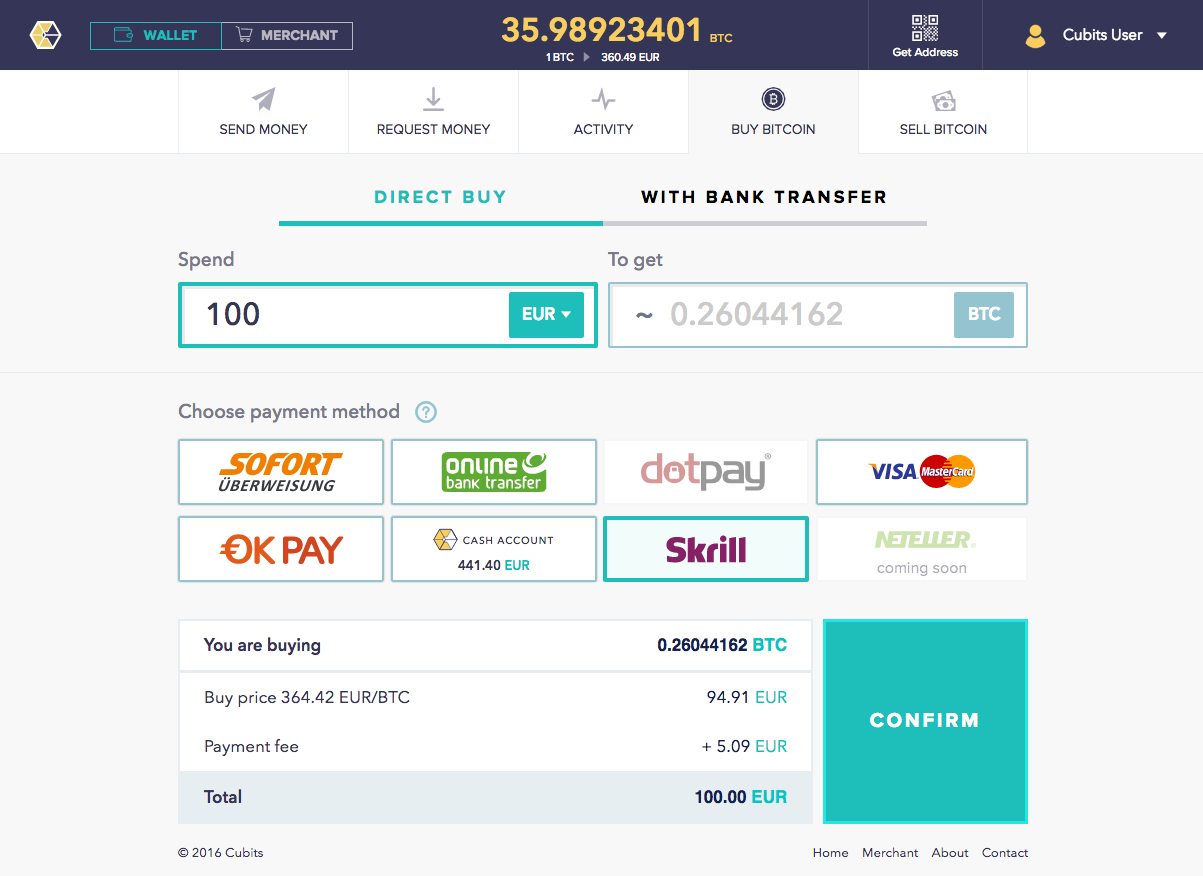 WALLET MERCHANT 35.98923401 BTC
1 BTC 360.49 EUR
Get Address
Cubits User
SEND MONEY REQUEST MONEY ACTIVITY BUY BITCOIN SELL BITCOIN
DIRECT BUY WITH BANK TRANSFER
Spend To get
100 EUR ~ 0.26044162 BTC
Choose payment method ?
SOFORT
ÜBERWEISUNG
online
bank transfer
dotpay®
VISA MasterCard
€OK PAY
CASH ACCOUNT
441.40 EUR
Skrill
NETELLER®
coming soon
You are buying 0.26044162 BTC
Buy price 364.42 EUR/BTC 94.91 EUR
Payment fee + 5.09 EUR
Total 100.00 EUR
CONFIRM
© 2016 Cubits Home Merchant About Contact